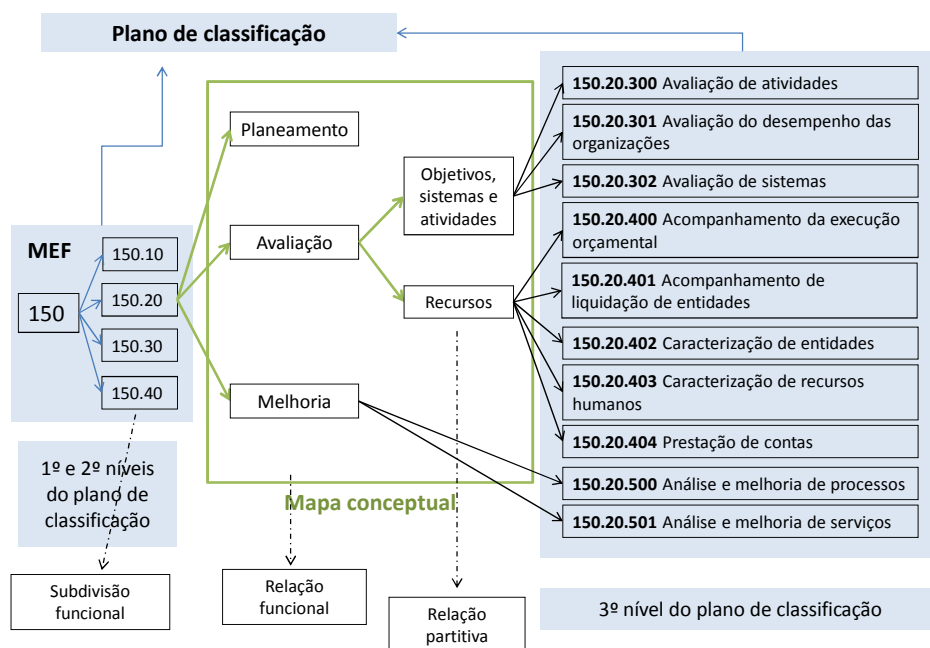 Plano de classificação
MEF
150
150.10
150.20
150.30
150.40
1º e 2º níveis
do plano de
classificação
Subdivisão
funcional
Planeamento
Avaliação
Melhoria
Objetivos,
sistemas e
atividades
Recursos
Mapa conceptual
Relação
funcional
Relação
partitiva
150.20.300 Avaliação de atividades
150.20.301 Avaliação do desempenho das
organizações
150.20.302 Avaliação de sistemas
150.20.400 Acompanhamento da execução
orçamental
150.20.401 Acompanhamento de
liquidação de entidades
150.20.402 Caracterização de entidades
150.20.403 Caracterização de recursos
humanos
150.20.404 Prestação de contas
150.20.500 Análise e melhoria de processos
150.20.501 Análise e melhoria de serviços
3º nível do plano de classificação